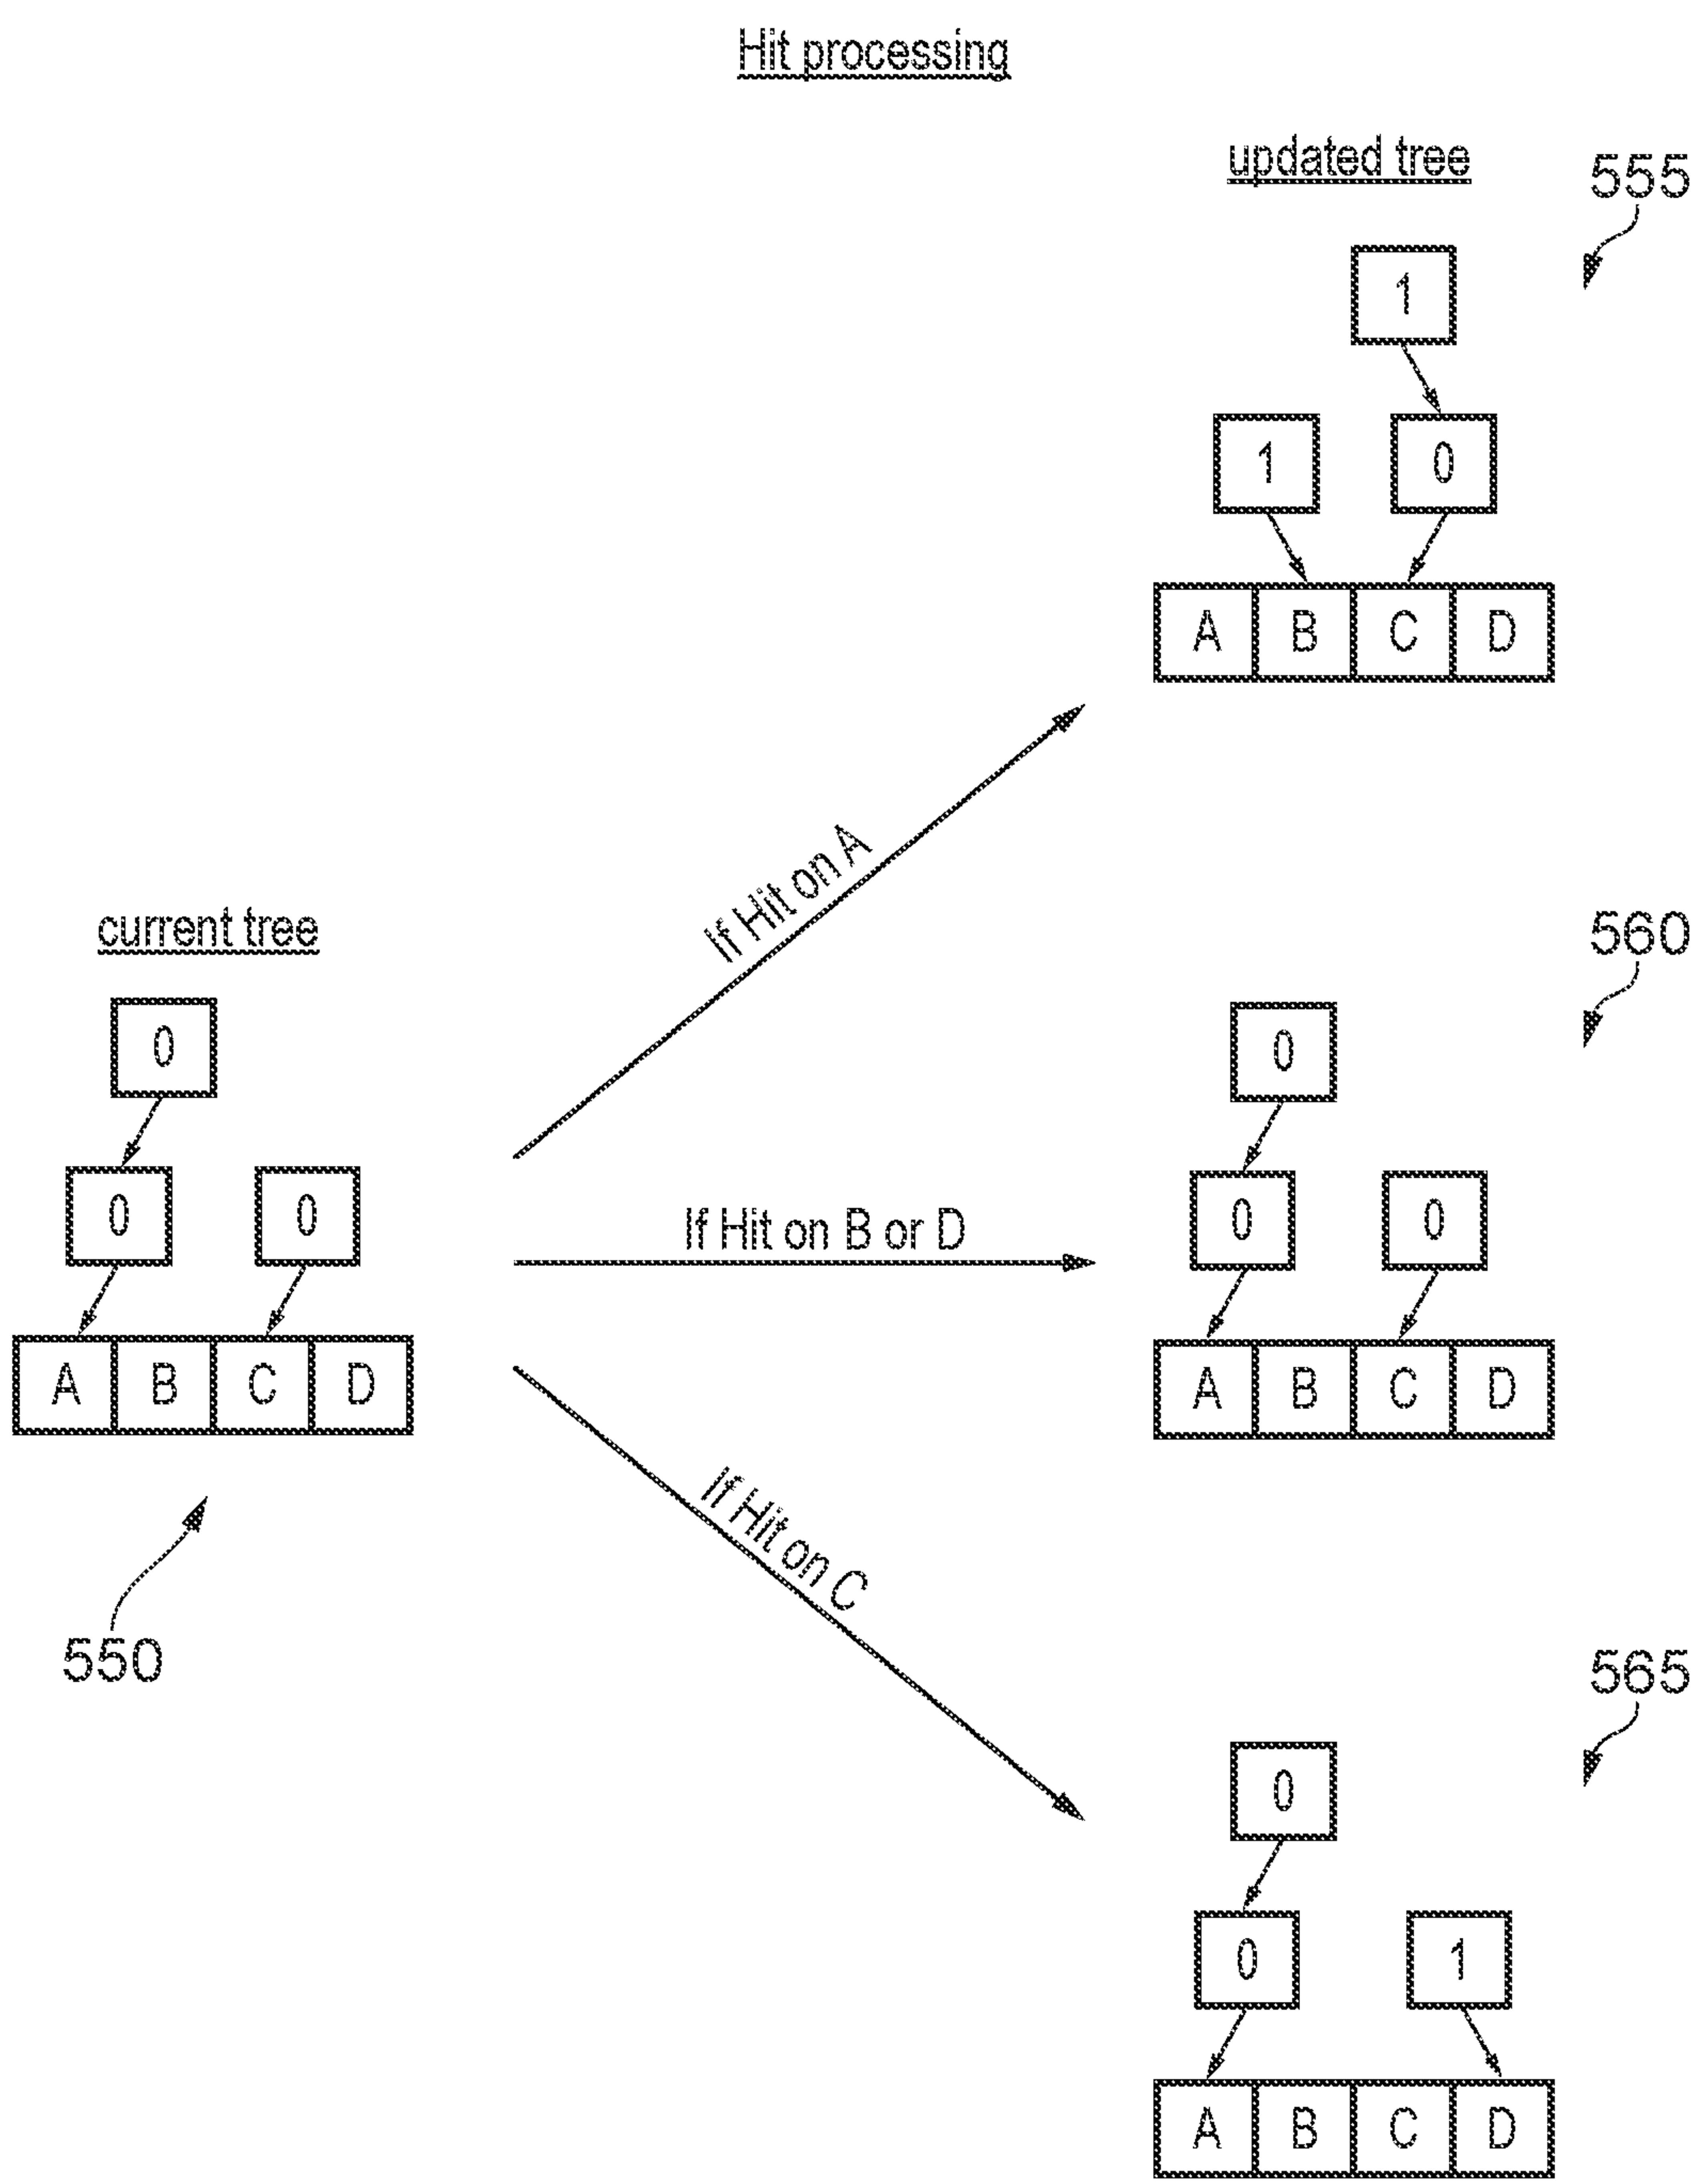 Hit processing
updated tree
555
1
1 0
A B C D
If Hit on A
current tree
0
0 0
A B C D
550
If Hit on B or D
560
0
0 0
A B C D
If Hit on C
565
0
0 1
A B C D